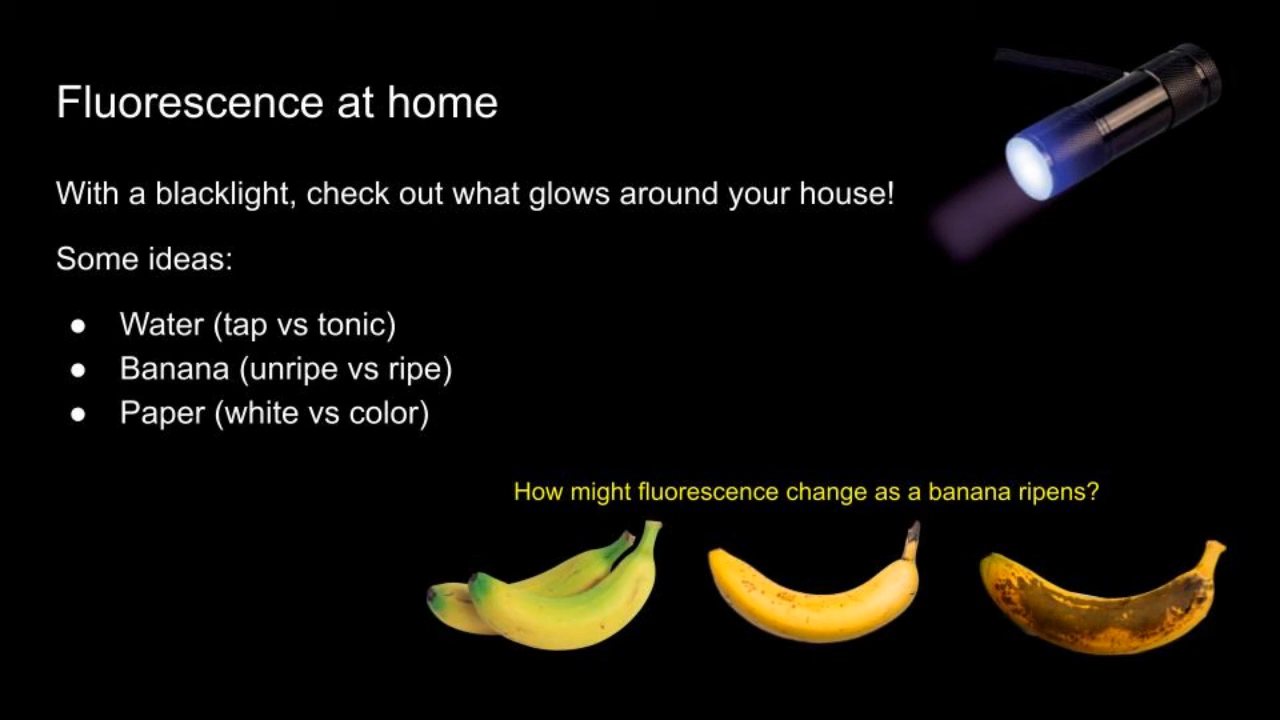 Fluorescence at home
With a blacklight, check out what glows around your house!
Some ideas:
● Water (tap vs tonic)
● Banana (unripe vs ripe)
● Paper (white vs color)
How might fluorescence change as a banana ripens?